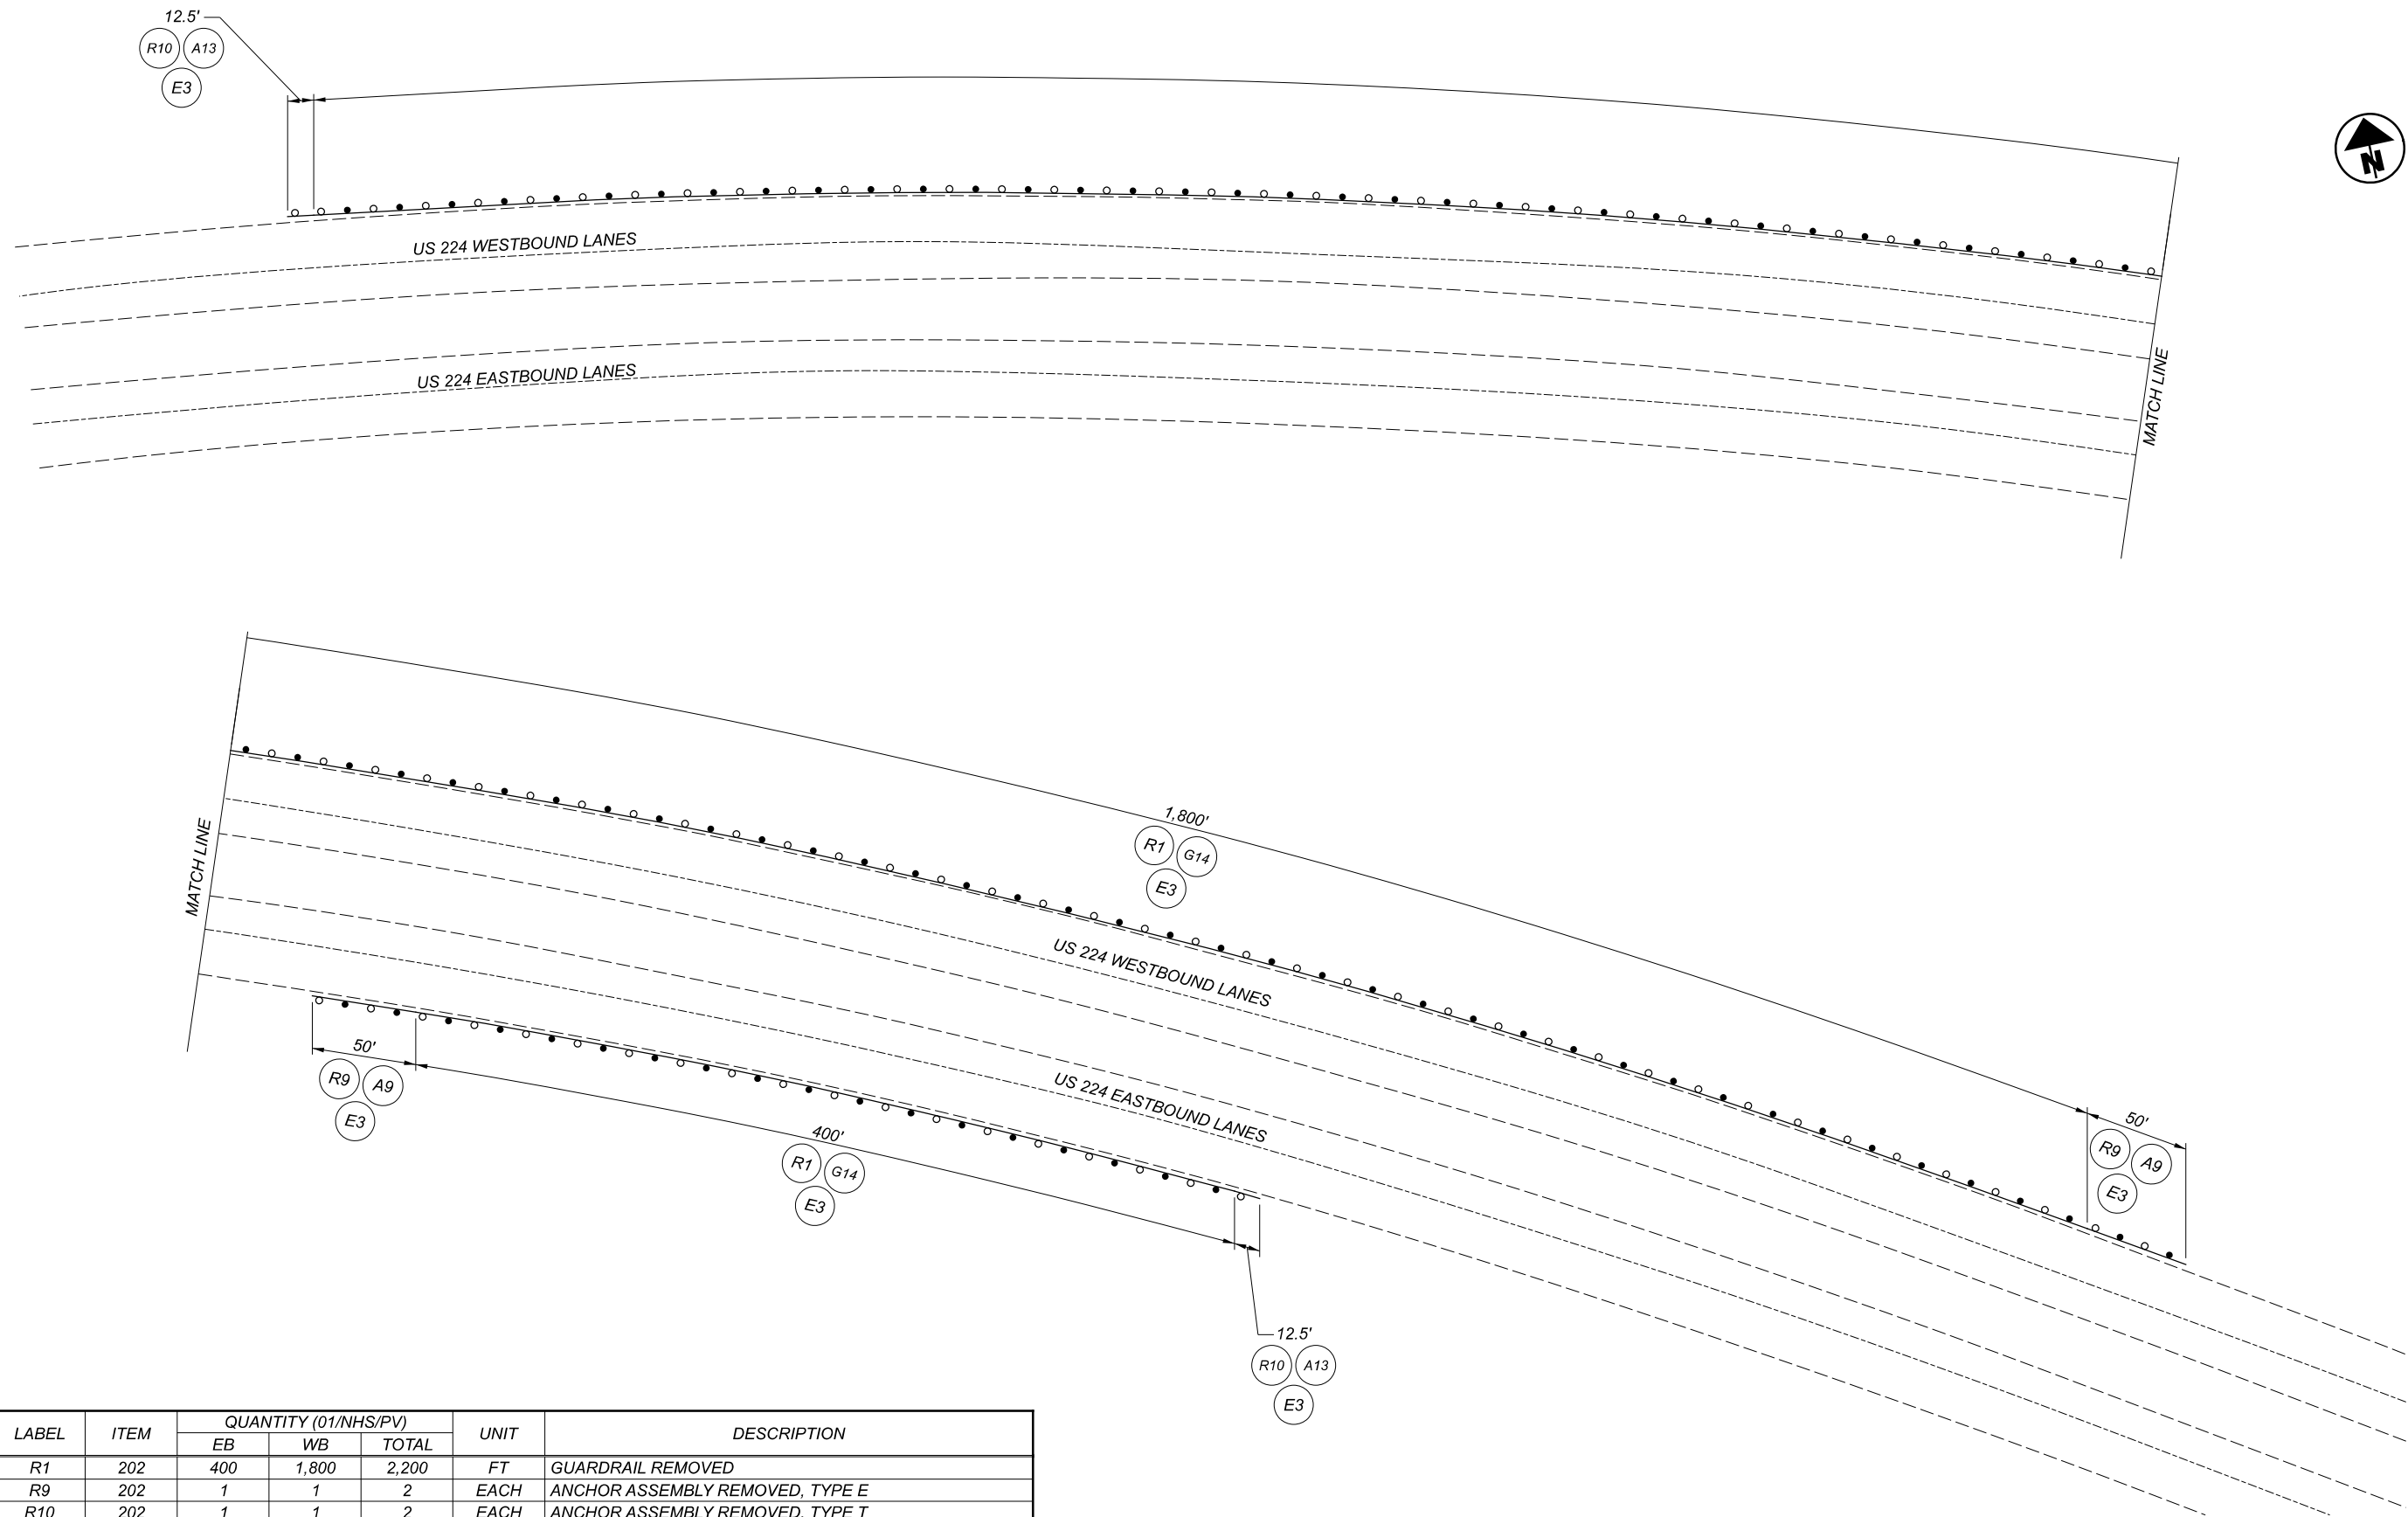 12.5'
R10 A13
E3
N
US 224 WESTBOUND LANES
US 224 EASTBOUND LANES
MATCH LINE
1,800'
R1 G14
E3
MATCH LINE
US 224 WESTBOUND LANES
US 224 EASTBOUND LANES
50'
R9 A9
E3
400'
R1 G14
E3
50'
R9 A9
E3
12.5'
R10 A13
E3
LABEL ITEM QUANTITY (01/NHS/PV) UNIT DESCRIPTION
EB WB TOTAL
R1 202 400 1,800 2,200 FT GUARDRAIL REMOVED
R9 202 1 1 2 EACH ANCHOR ASSEMBLY REMOVED, TYPE E
R10 202 1 1 2 EACH ANCHOR ASSEMBLY REMOVED, TYPE T